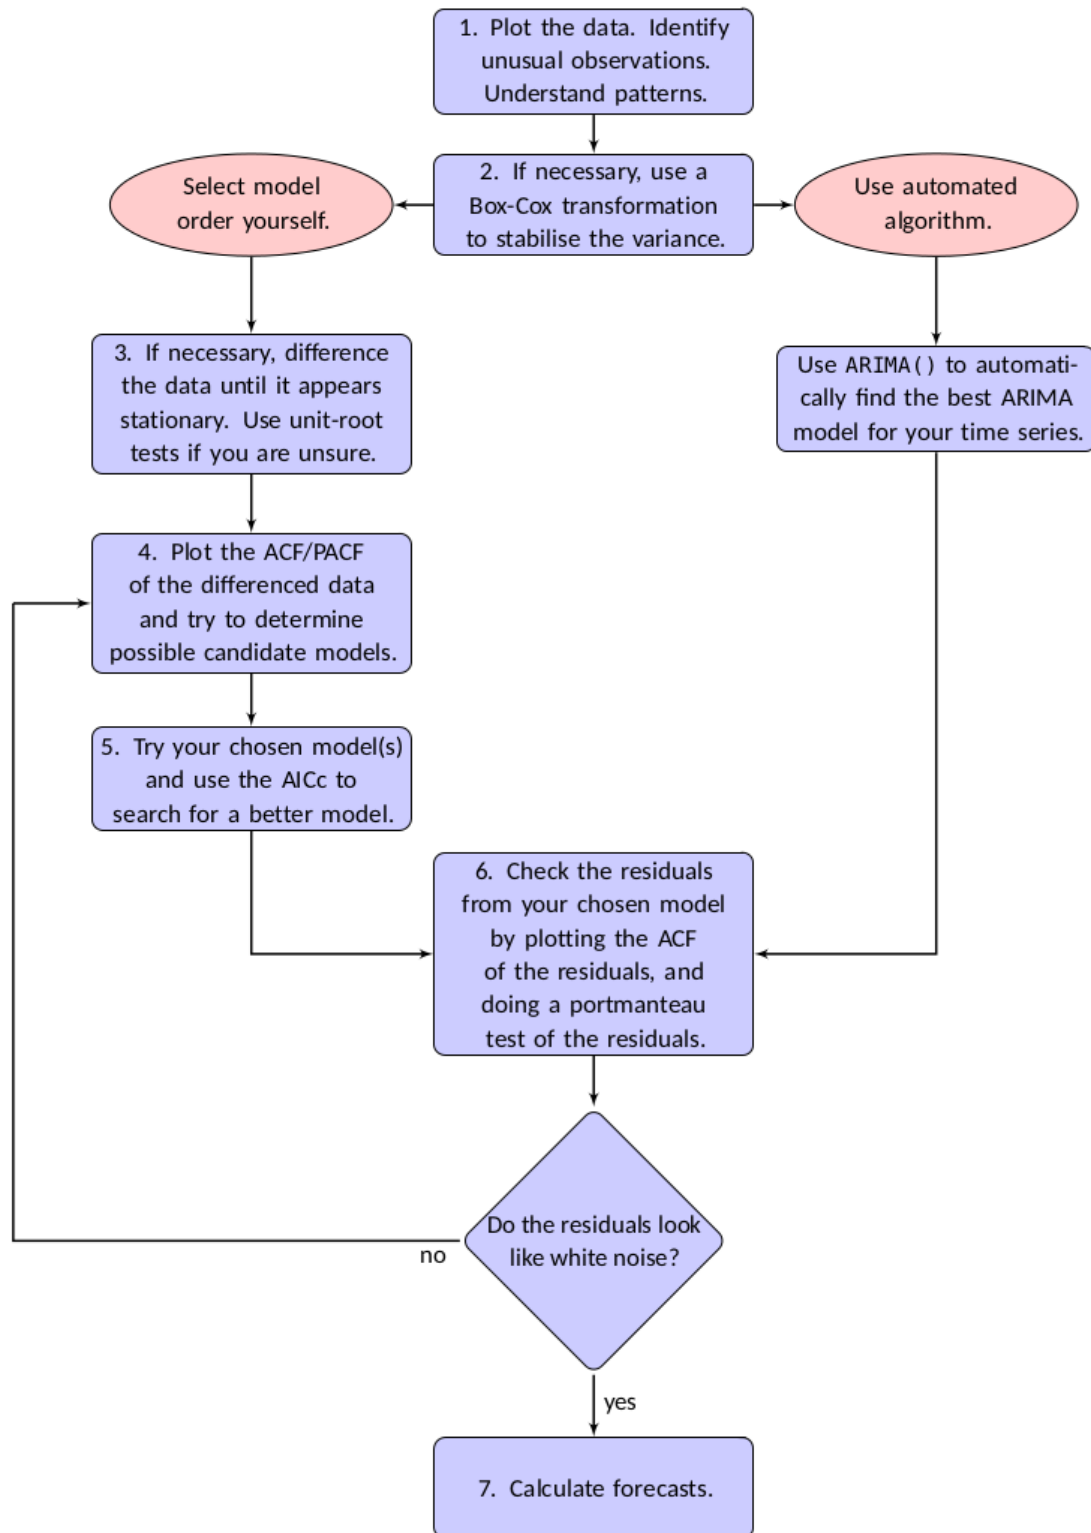 1. Plot the data. Identify
unusual observations.
Understand patterns.
Select model
order yourself.
2. If necessary, use a
Box-Cox transformation
to stabilise the variance.
Use automated
algorithm.
3. If necessary, difference
the data until it appears
stationary. Use unit-root
tests if you are unsure.
Use ARIMA() to automati-
cally find the best ARIMA
model for your time series.
4. Plot the ACF/PACF
of the differenced data
and try to determine
possible candidate models.
5. Try your chosen model(s)
and use the AICc to
search for a better model.
6. Check the residuals
from your chosen model
by plotting the ACF
of the residuals, and
doing a portmanteau
test of the residuals.
Do the residuals look
like white noise?
no
yes
7. Calculate forecasts.